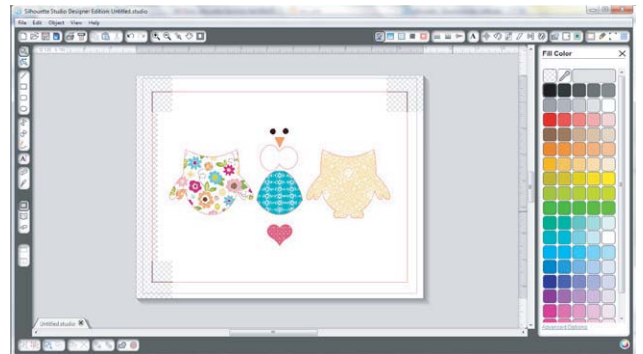 Silhouette Studio Designer Edition: Untitled.studio
File Edit Object View Help
Fill Color
Advanced Options
Untitled.studio